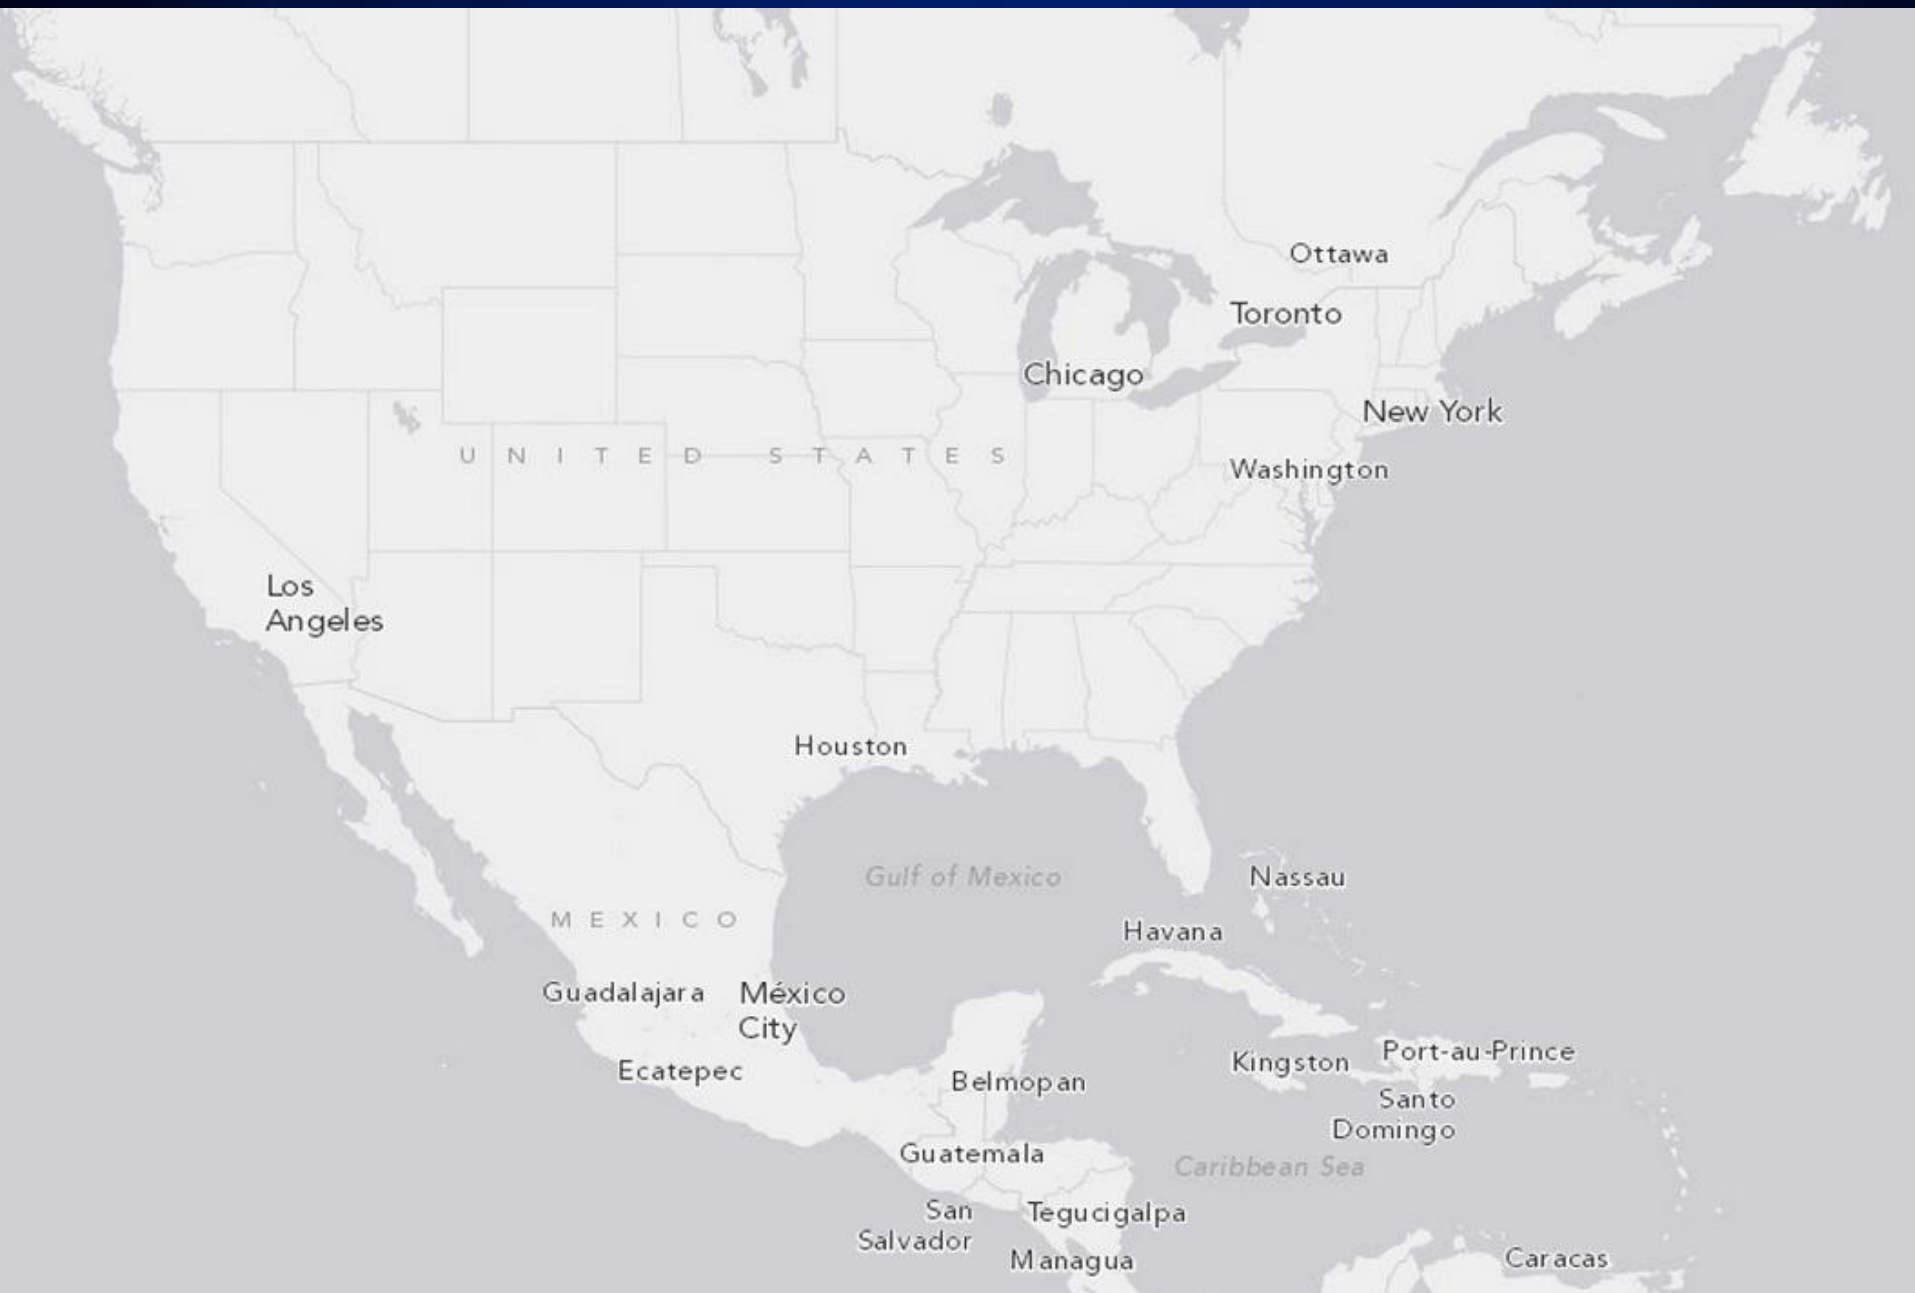 Ottawa
Toronto
Chicago
New York
UNITED STATES
Washington
Los
Angeles
Houston
Gulf of Mexico
Nassau
MEXICO
Havana
Guadalajara
México
City
Port-au-Prince
Kingston
Ecatepec
Belmopan
Santo
Domingo
Guatemala
Caribbean Sea
San
Salvador
Tegucigalpa
Managua
Caracas